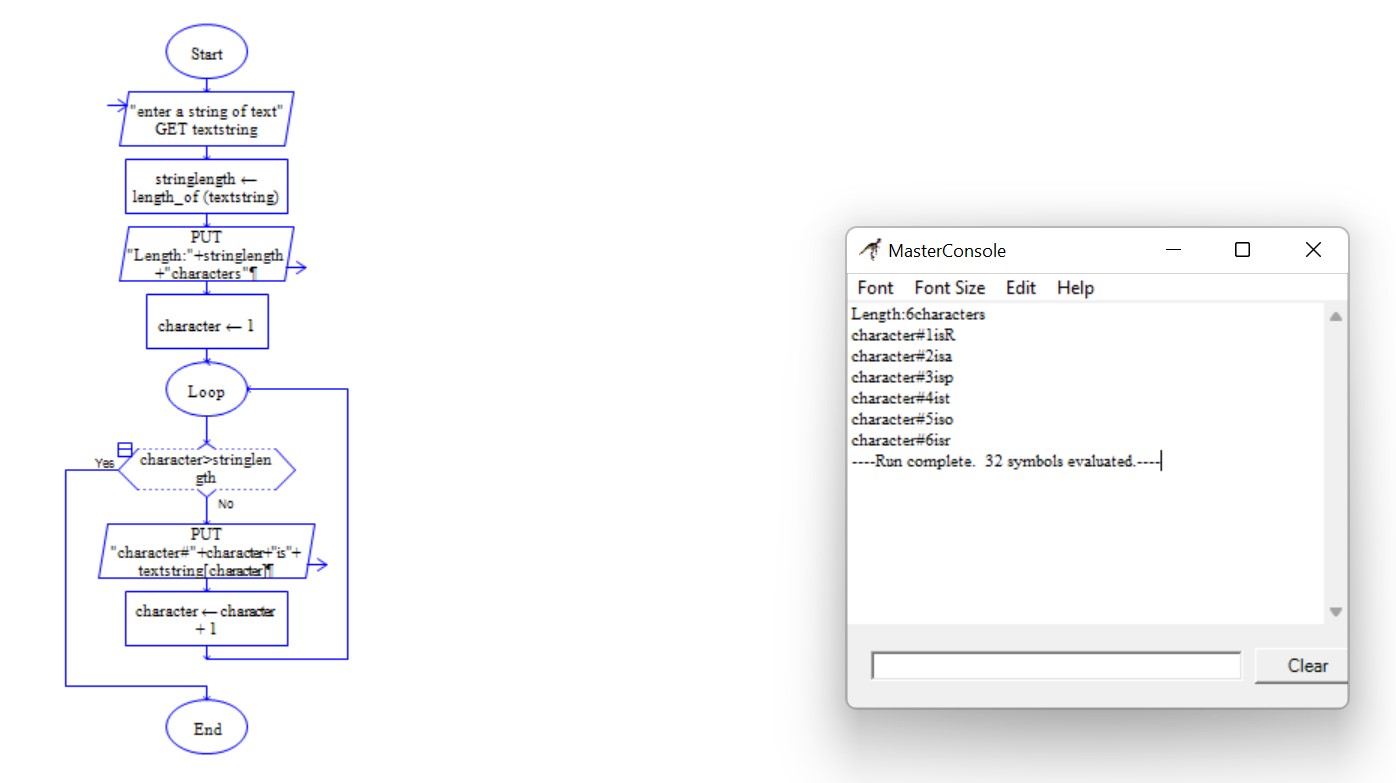 Start
"enter a string of text"
GET textstring
stringlength ←
length_of (textstring)
PUT
"Length:"+stringlength
+"characters"¶
character ← 1
Loop
Yes
character>stringlen
gth
No
PUT
"character#"+character+"is"+
textstring[character]¶
character ← character
+ 1
End
MasterConsole
Font Font Size Edit Help
Length:6characters
character#1isR
character#2isa
character#3isp
character#4ist
character#5iso
character#6isr
----Run complete.  32 symbols evaluated.----
Clear